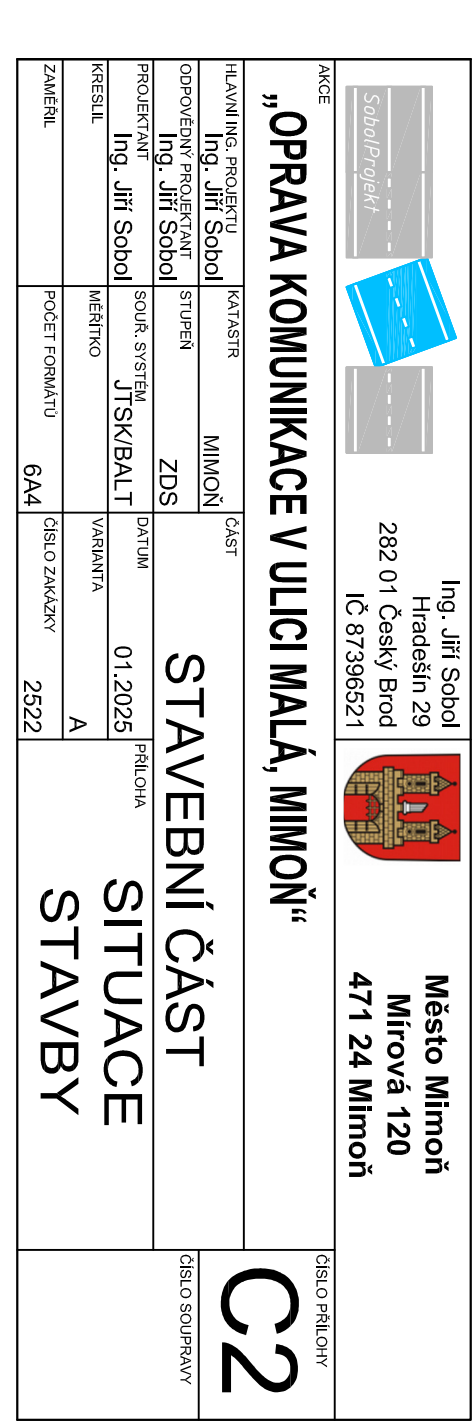 SobolProjekt
Ing. Jiří Sobol
Hradešín 29
282 01 Český Brod
IČ 87396521
Město Mimoň
Mírová 120
471 24 Mimoň
AKCE
„OPRAVA KOMUNIKACE V ULICI MALÁ, MIMOŇ“
ČÍSLO PŘÍLOHY
C2
HLAVNÍ ING. PROJEKTU
Ing. Jiří Sobol
KATASTR
MIMOŇ
ČÁST
STAVEBNÍ ČÁST
ODPOVĚDNÝ PROJEKTANT
Ing. Jiří Sobol
STUPEŇ
ZDS
ČÍSLO SOUPRAVY
PROJEKTANT
Ing. Jiří Sobol
SOUŘ. SYSTÉM
JTSK/BALT
DATUM
01.2025
PŘÍLOHA
SITUACE
STAVBY
KRESLIL
MĚŘÍTKO
VARIANTA
A
ZAMĚŘIL
POČET FORMÁTŮ
6A4
ČÍSLO ZAKÁZKY
2522